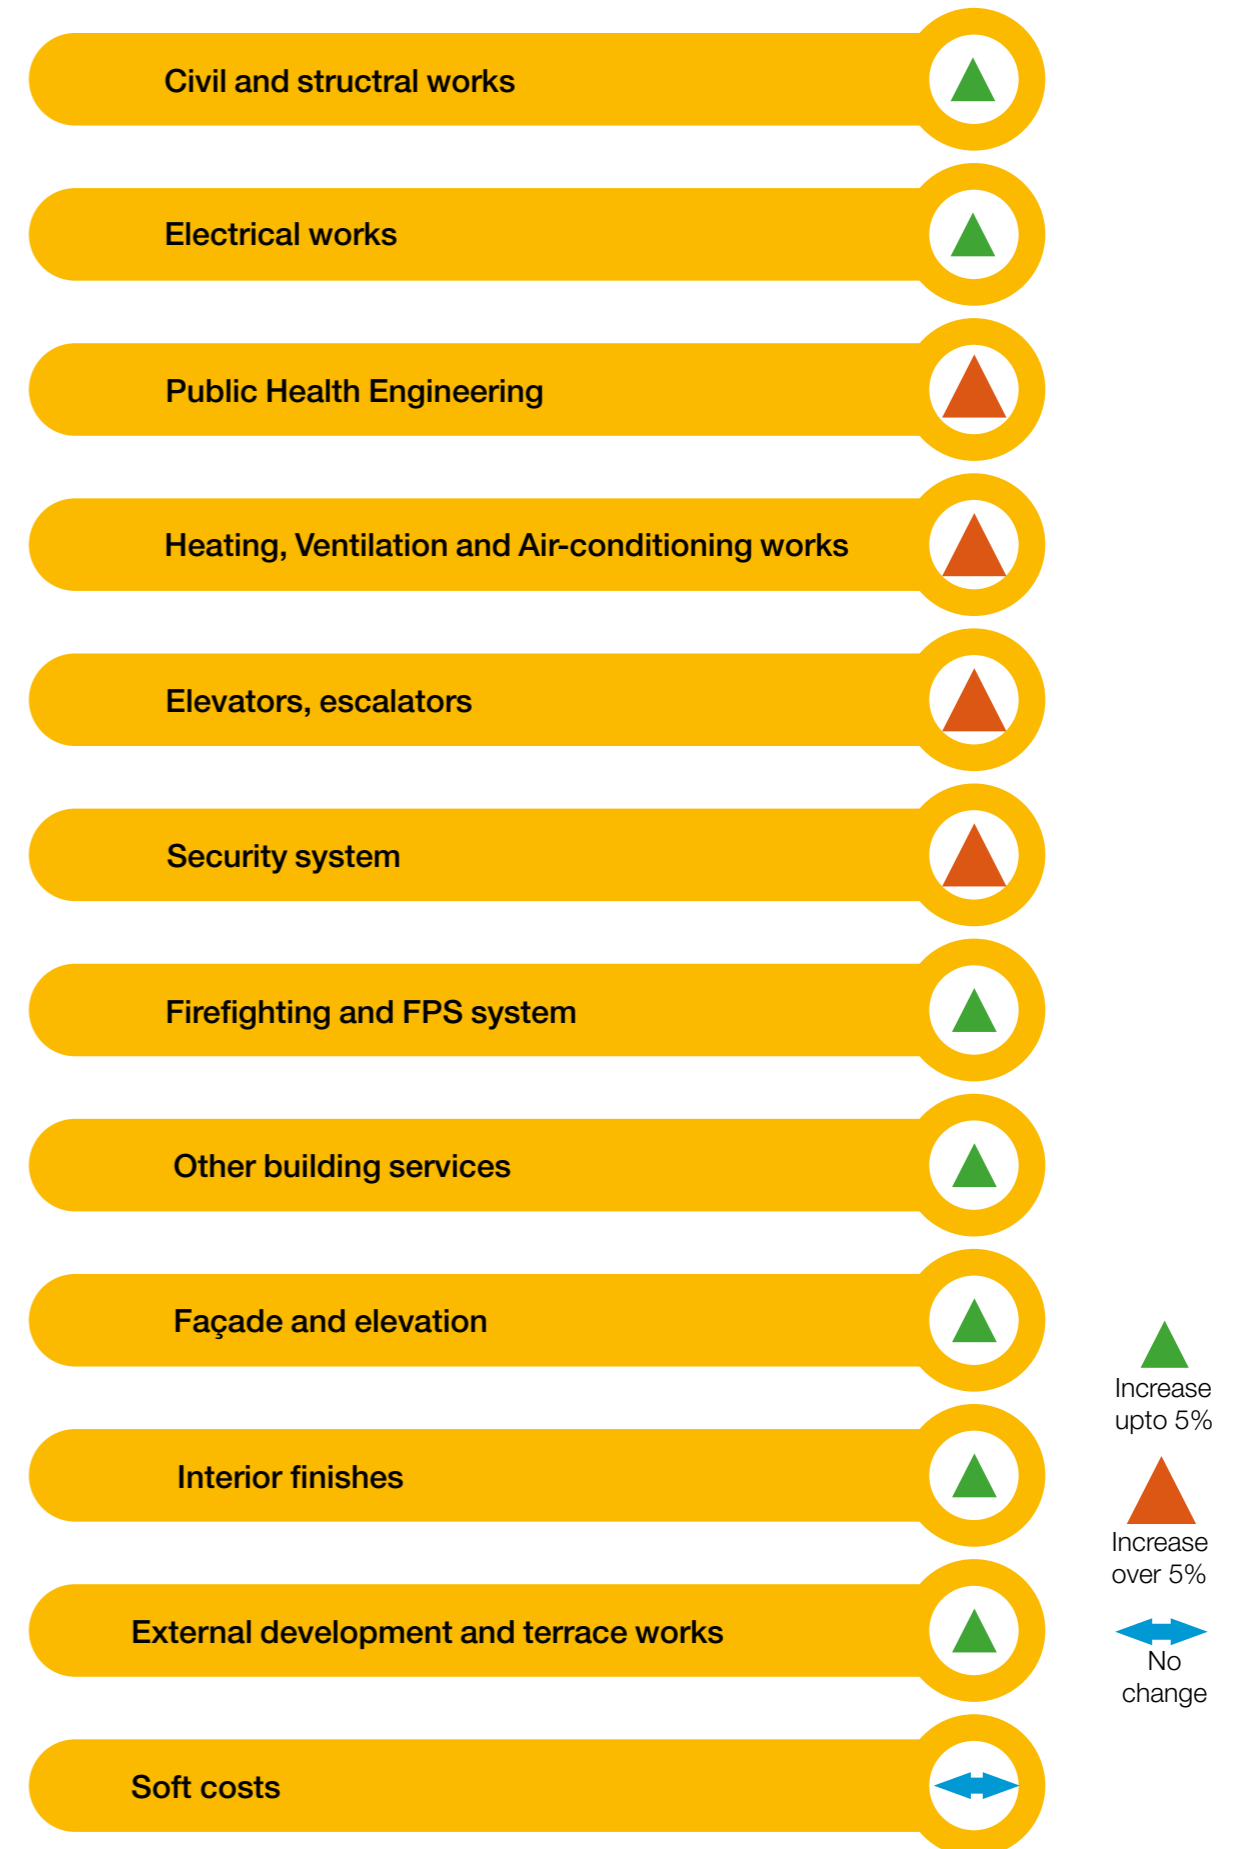 Civil and structral works
Electrical works
Public Health Engineering
Heating, Ventilation and Air-conditioning works
Elevators, escalators
Security system
Firefighting and FPS system
Other building services
Façade and elevation
Interior finishes
External development and terrace works
Soft costs
Increase
upto 5%
Increase
over 5%
No
change